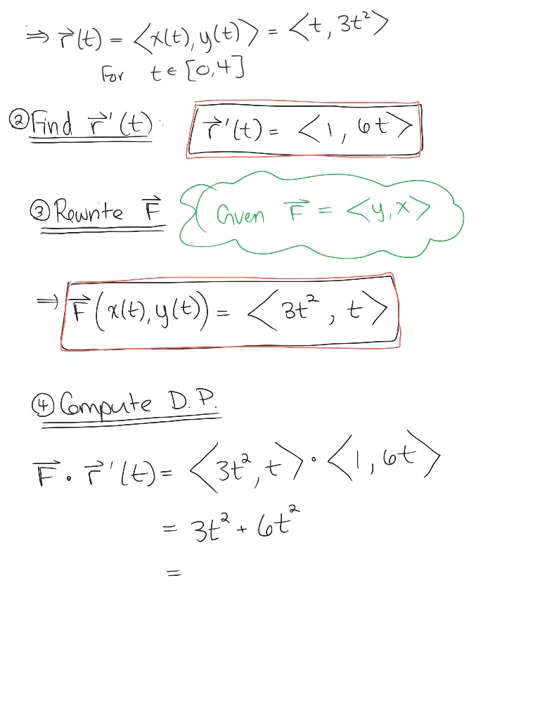 ⇒ r⃗(t) = <x(t), y(t)> = <t, 3t²>
For t ∈ [0,4]
② Find r⃗'(t): r⃗'(t) = <1, 6t>
③ Rewrite F⃗ Given F⃗ = <y, x>
⇒ F⃗(x(t), y(t)) = <3t², t>
④ Compute D.P.
F⃗ • r⃗'(t) = <3t², t> • <1, 6t>
= 3t² + 6t²
=